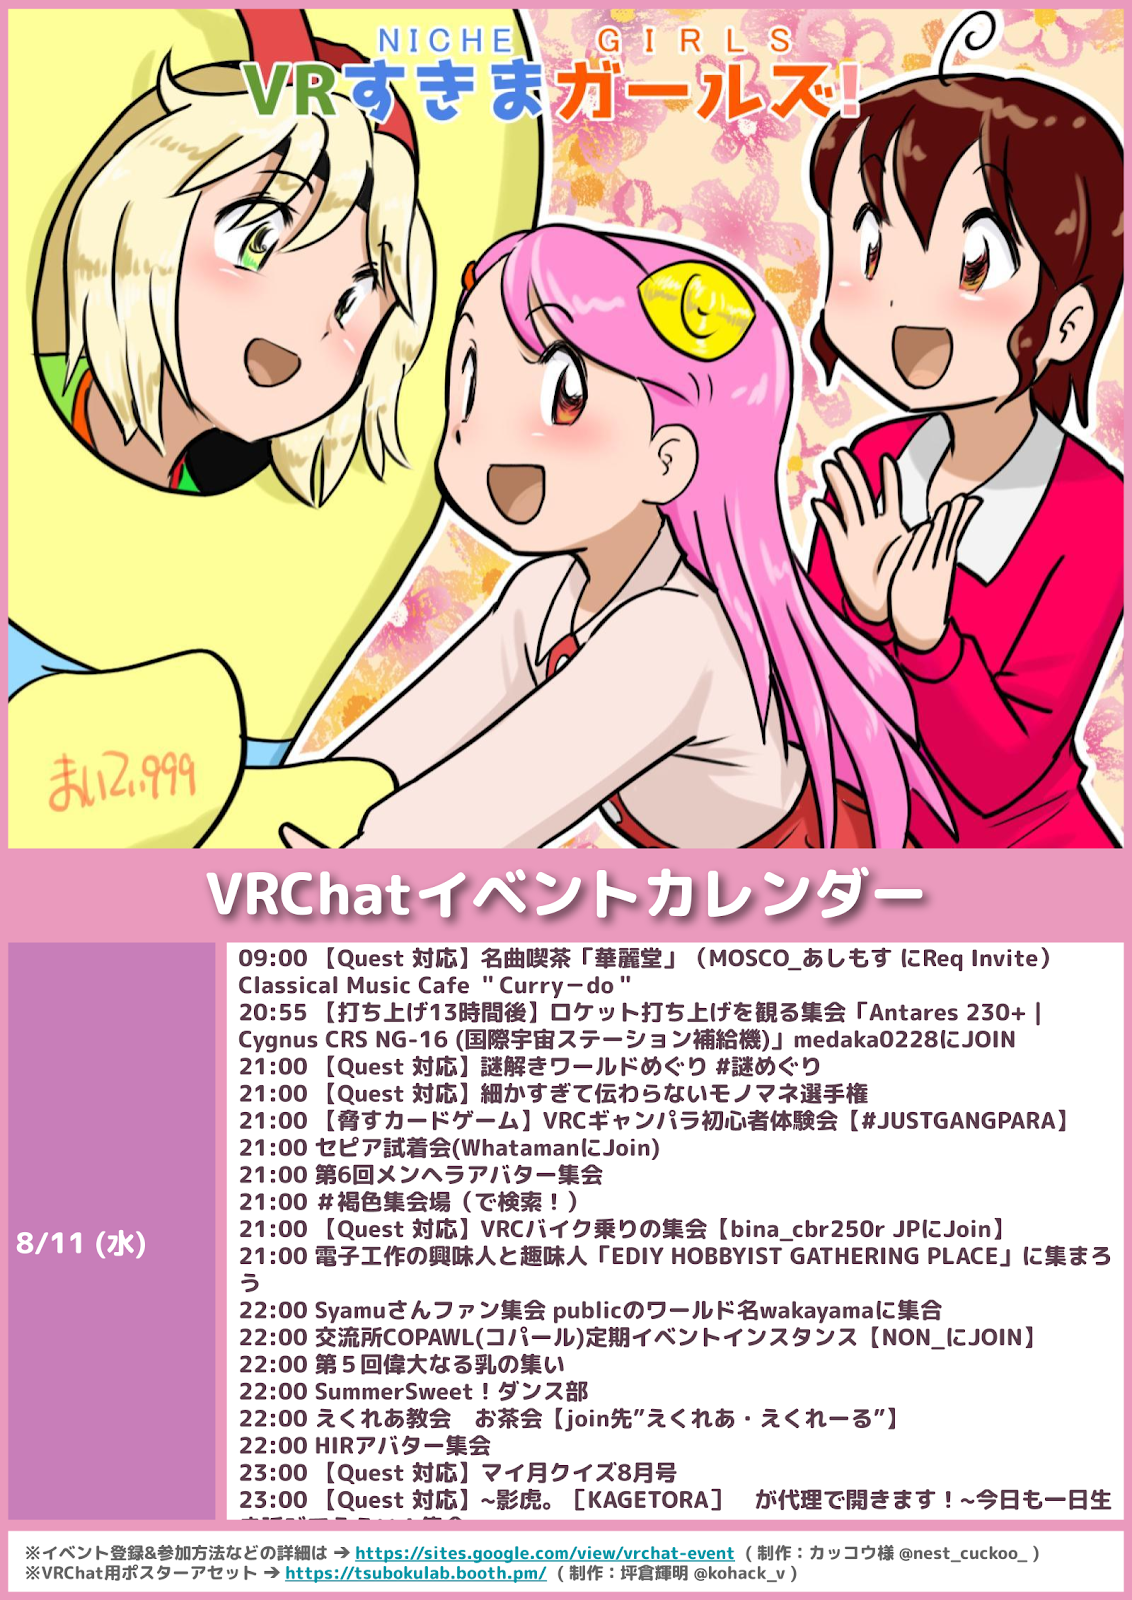 NICHE GIRLS
VRすきまガールズ!
まいてぃ999
VRChatイベントカレンダー
8/11 (水)
09:00 【Quest 対応】名曲喫茶「華麗堂」（MOSCO_あしもす にReq Invite）
Classical Music Cafe ＂Curry－do＂
20:55 【打ち上げ13時間後】ロケット打ち上げを観る集会「Antares 230+ |
Cygnus CRS NG-16 (国際宇宙ステーション補給機)」medaka0228にJOIN
21:00 【Quest 対応】謎解きワールドめぐり #謎めぐり
21:00 【Quest 対応】細かすぎて伝わらないモノマネ選手権
21:00 【脅すカードゲーム】VRCギャンパラ初心者体験会【#JUSTGANGPARA】
21:00 セピア試着会(WhatamanにJoin)
21:00 第6回メンヘラアバター集会
21:00 ＃褐色集会場（で検索！）
21:00 【Quest 対応】VRCバイク乗りの集会【bina_cbr250r JPにJoin】
21:00 電子工作の興味人と趣味人「EDIY HOBBYIST GATHERING PLACE」に集まろ
う
22:00 Syamuさんファン集会 publicのワールド名wakayamaに集合
22:00 交流所COPAWL(コパール)定期イベントインスタンス【NON_にJOIN】
22:00 第５回偉大なる乳の集い
22:00 SummerSweet！ダンス部
22:00 えくれあ教会　お茶会【join先”えくれあ・えくれーる”】
22:00 HIRアバター集会
23:00 【Quest 対応】マイ月クイズ8月号
23:00 【Quest 対応】~影虎。［KAGETORA］　が代理で開きます！~今日も一日生
※イベント登録&参加方法などの詳細は → https://sites.google.com/view/vrchat-event （ 制作：カッコウ様 @nest_cuckoo_ ）
※VRChat用ポスターアセット → https://tsubokulab.booth.pm/ （ 制作：坪倉輝明 @kohack_v ）